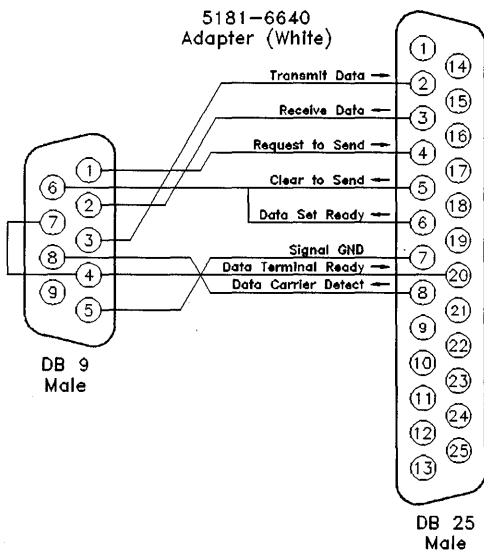 5181-6640
Adapter (White)
Transmit Data →
Receive Data ←
Request to Send →
Clear to Send ←
Data Set Ready ←
Signal GND
Data Terminal Ready →
Data Carrier Detect ←
1
2
3
4
5
6
7
8
9
DB 9
Male
1
2
3
4
5
6
7
8
9
10
11
12
13
14
15
16
17
18
19
20
21
22
23
24
25
DB 25
Male